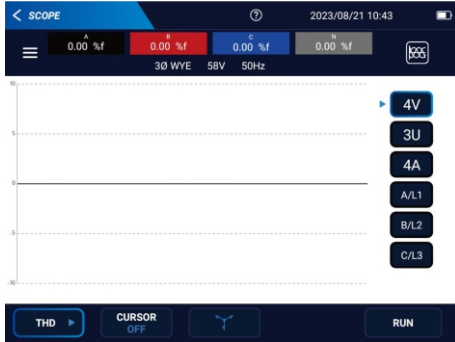 SCOPE ? 2023/08/21 10:43
A B C N
0.00 %f 0.00 %f 0.00 %f 0.00 %f
3Ø WYE 58V 50Hz
10
5
0
-5
-10
4V
3U
4A
A/L1
B/L2
C/L3
THD CURSOR OFF RUN